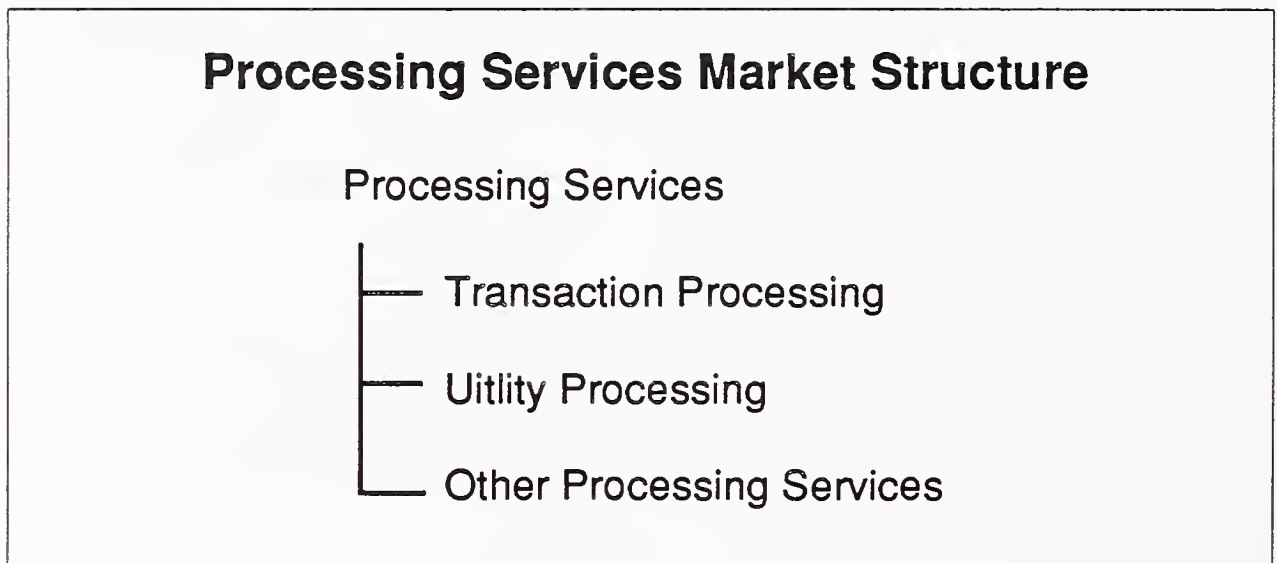 Processing Services Market Structure
Processing Services
Transaction Processing
Uitlity Processing
Other Processing Services